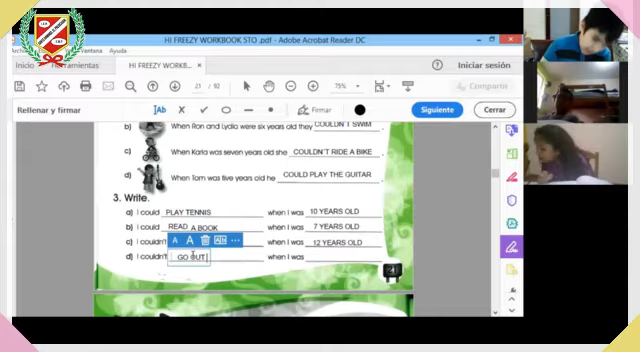 HI FREEZY WORKBOOK 5TO .pdf - Adobe Acrobat Reader DC
Ventana Ayuda
Inicio Herramientas HI FREEZY WORKB... × Iniciar sesión
21 / 92 75% Compartir
Rellenar y firmar Ab Firmar Siguiente Cerrar
b) When Ron and Lydia were six years old they COULDN'T SWIM .
c) When Karla was seven years old she COULDN'T RIDE A BIKE .
d) When Tom was five years old he COULD PLAY THE GUITAR .
3. Write.
a) I could PLAY TENNIS when I was 10 YEARS OLD
b) I could READ A BOOK when I was 7 YEARS OLD
c) I couldn't when I was 12 YEARS OLD
d) I couldn't GO OUT when I was